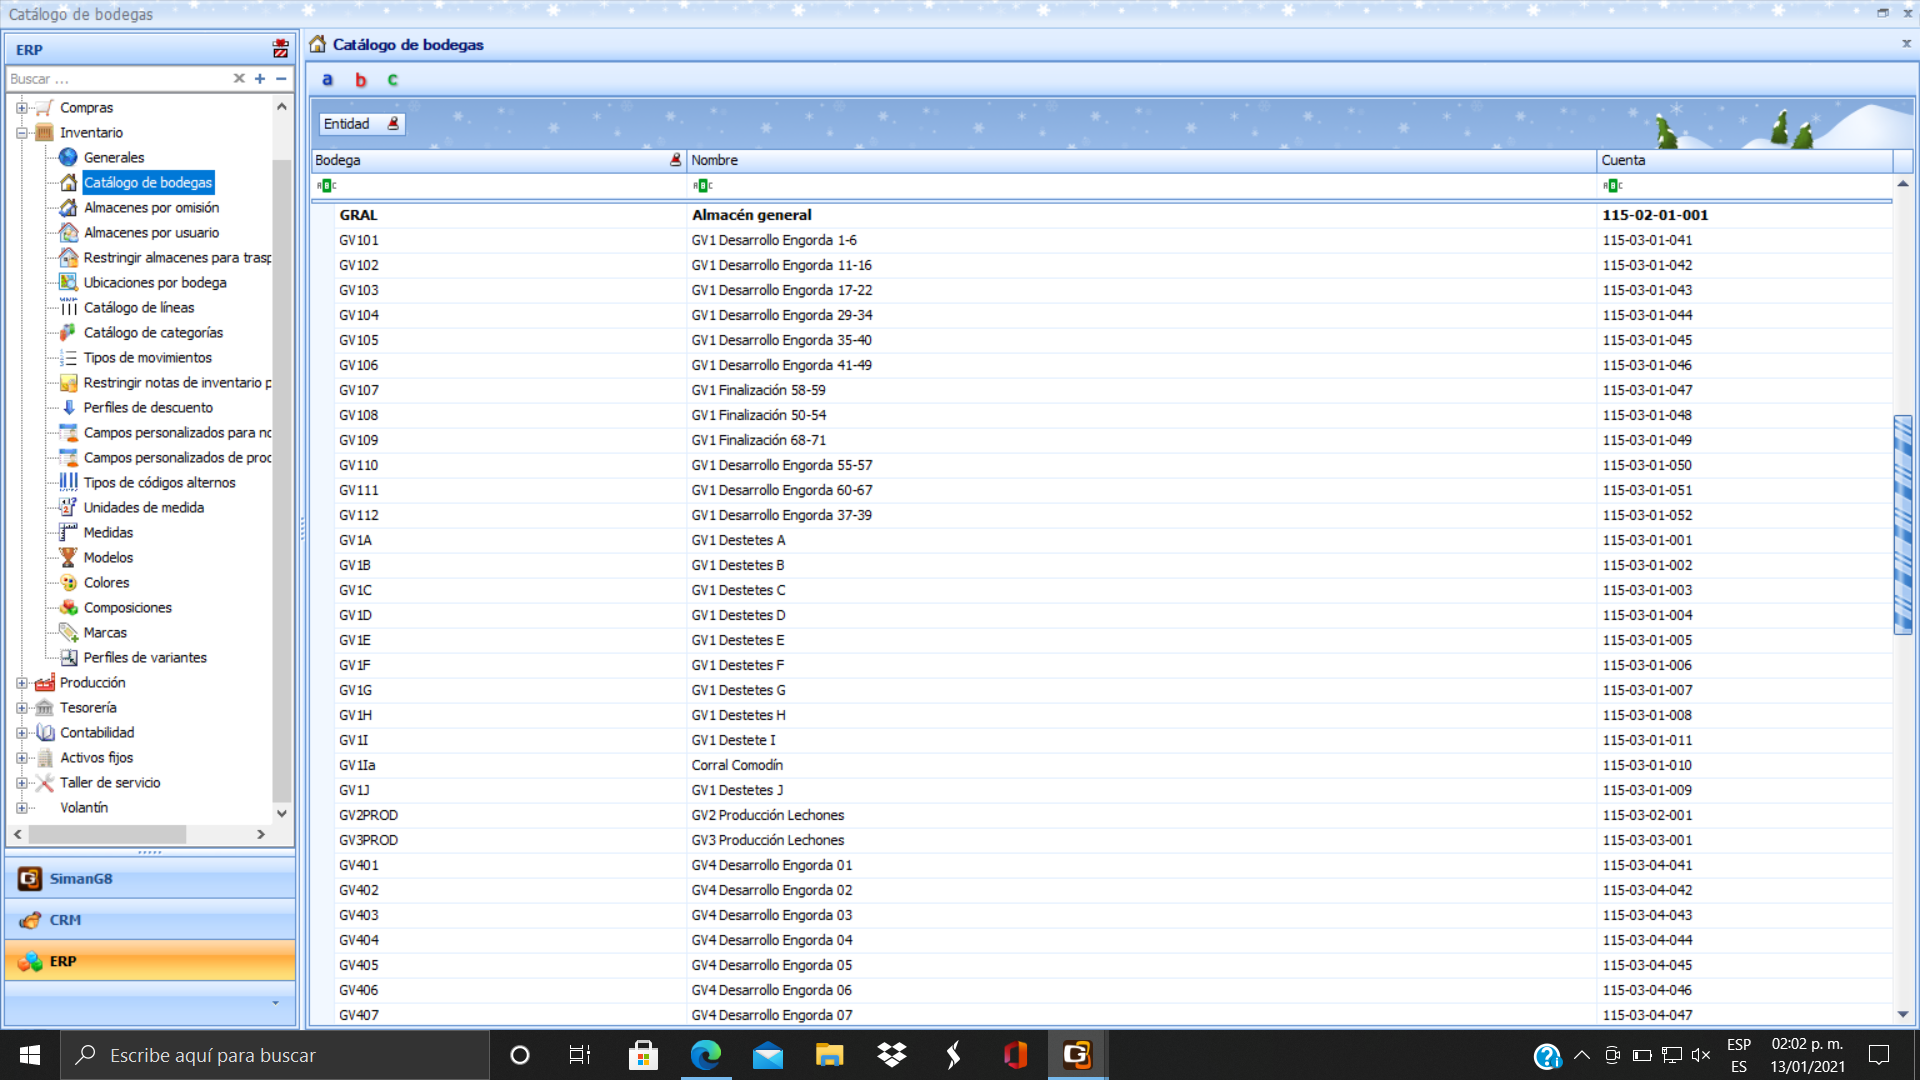 Catálogo de bodegas
ERP
Buscar ...
Compras
Inventario
Generales
Catálogo de bodegas
Almacenes por omisión
Almacenes por usuario
Restringir almacenes para trasp
Ubicaciones por bodega
Catálogo de líneas
Catálogo de categorías
Tipos de movimientos
Restringir notas de inventario p
Perfiles de descuento
Campos personalizados para no
Campos personalizados de proc
Tipos de códigos alternos
Unidades de medida
Medidas
Modelos
Colores
Composiciones
Marcas
Perfiles de variantes
Producción
Tesorería
Contabilidad
Activos fijos
Taller de servicio
Volantín
SimanG8
CRM
ERP
Catálogo de bodegas
a b c
Entidad
Bodega Nombre Cuenta
ABC ABC ABC
GRAL Almacén general 115-02-01-001
GV101 GV1 Desarrollo Engorda 1-6 115-03-01-041
GV102 GV1 Desarrollo Engorda 11-16 115-03-01-042
GV103 GV1 Desarrollo Engorda 17-22 115-03-01-043
GV104 GV1 Desarrollo Engorda 29-34 115-03-01-044
GV105 GV1 Desarrollo Engorda 35-40 115-03-01-045
GV106 GV1 Desarrollo Engorda 41-49 115-03-01-046
GV107 GV1 Finalización 58-59 115-03-01-047
GV108 GV1 Finalización 50-54 115-03-01-048
GV109 GV1 Finalización 68-71 115-03-01-049
GV110 GV1 Desarrollo Engorda 55-57 115-03-01-050
GV111 GV1 Desarrollo Engorda 60-67 115-03-01-051
GV112 GV1 Desarrollo Engorda 37-39 115-03-01-052
GV1A GV1 Destetes A 115-03-01-001
GV1B GV1 Destetes B 115-03-01-002
GV1C GV1 Destetes C 115-03-01-003
GV1D GV1 Destetes D 115-03-01-004
GV1E GV1 Destetes E 115-03-01-005
GV1F GV1 Destetes F 115-03-01-006
GV1G GV1 Destetes G 115-03-01-007
GV1H GV1 Destetes H 115-03-01-008
GV1I GV1 Destete I 115-03-01-011
GV1Ia Corral Comodín 115-03-01-010
GV1J GV1 Destetes J 115-03-01-009
GV2PROD GV2 Producción Lechones 115-03-02-001
GV3PROD GV3 Producción Lechones 115-03-03-001
GV401 GV4 Desarrollo Engorda 01 115-03-04-041
GV402 GV4 Desarrollo Engorda 02 115-03-04-042
GV403 GV4 Desarrollo Engorda 03 115-03-04-043
GV404 GV4 Desarrollo Engorda 04 115-03-04-044
GV405 GV4 Desarrollo Engorda 05 115-03-04-045
GV406 GV4 Desarrollo Engorda 06 115-03-04-046
GV407 GV4 Desarrollo Engorda 07 115-03-04-047
Escribe aquí para buscar
ESP
ES
02:02 p. m.
13/01/2021